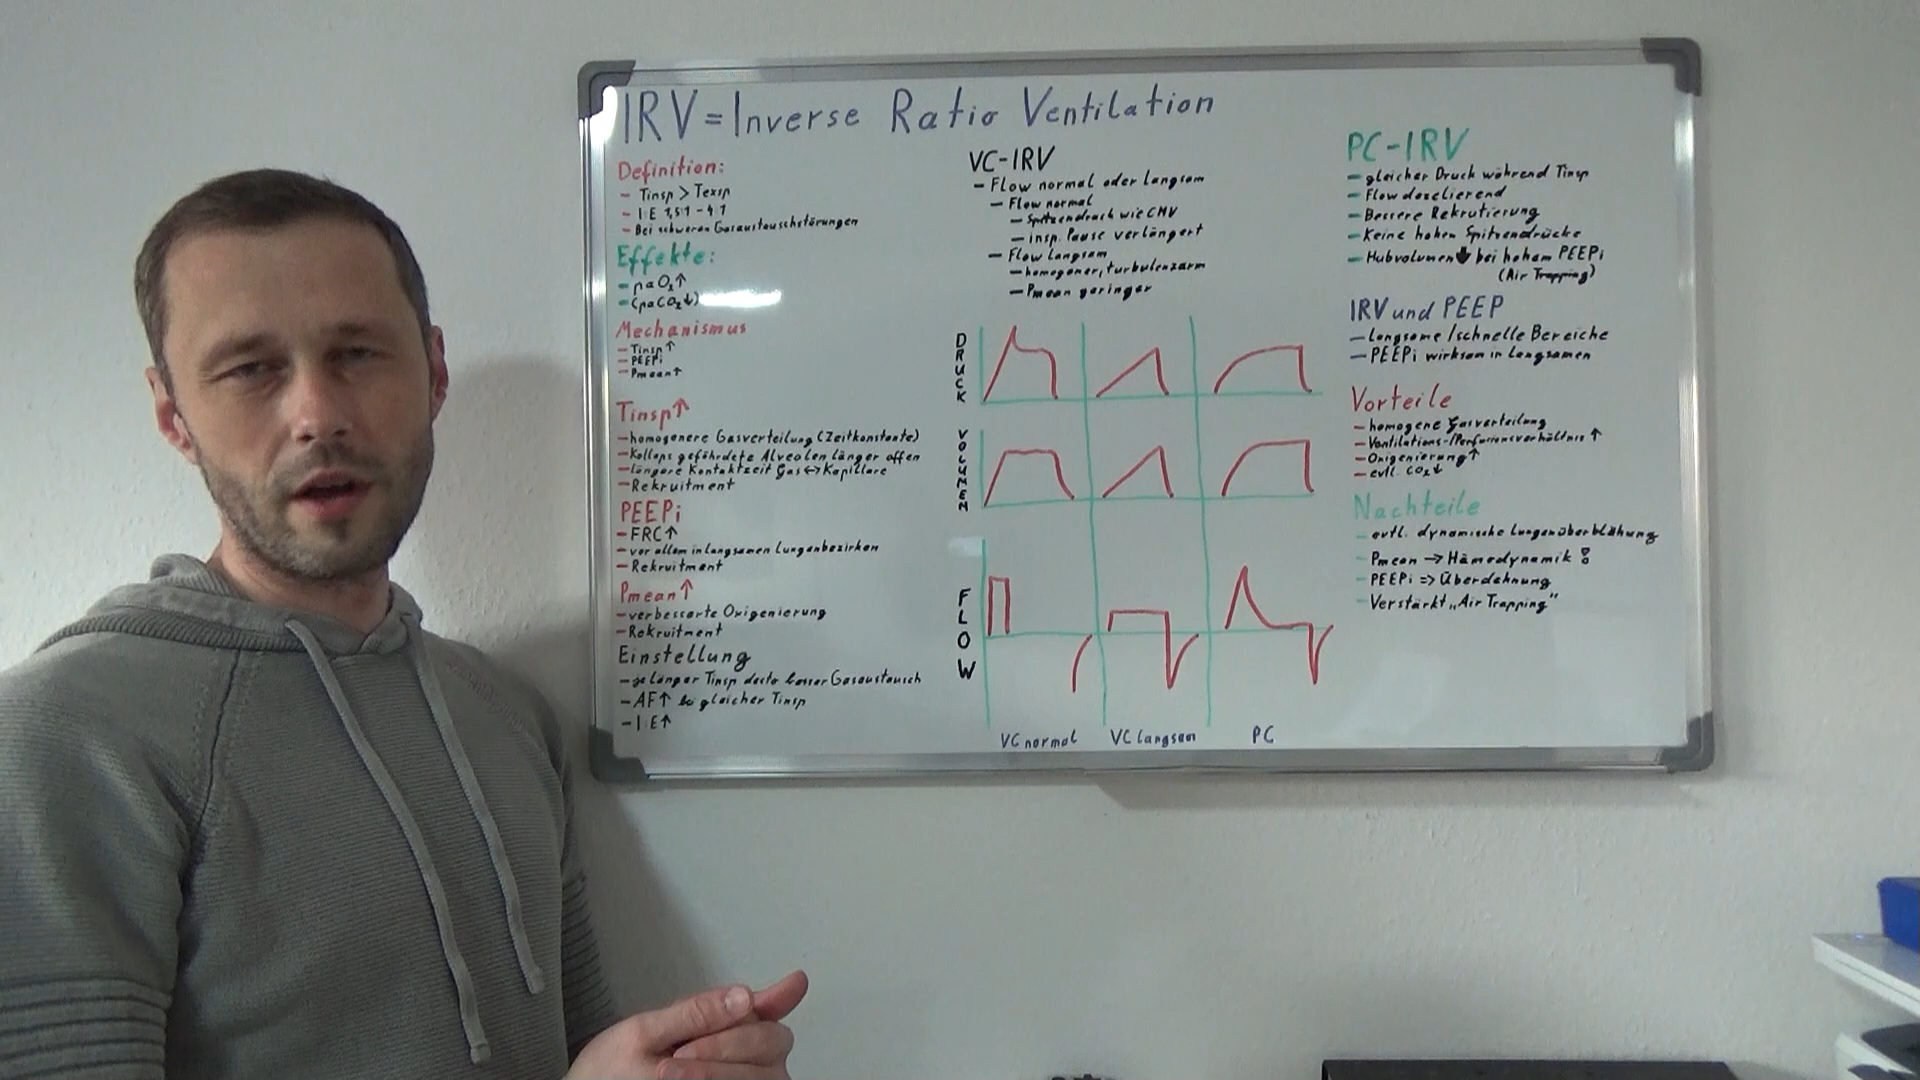 IRV = Inverse Ratio Ventilation
Definition:
- Tinsp > Texsp
- I:E 1,5:1 - 4:1
- Bei schweren Gasaustauschstörungen
Effekte:
- paO₂↑
- (paCO₂↓)
Mechanismus
- Tinsp↑
- PEEPi
- Pmean↑
Tinsp↑
- homogenere Gasverteilung (Zeitkonstante)
- Kollaps gefährdete Alveolen länger offen
- längere Kontaktzeit Gas ↔ Kapillare
- Rekruitment
PEEPi
- FRC↑
- vor allem in langsamen Lungenbezirken
- Rekruitment
Pmean↑
- verbesserte Oxigenierung
- Rekruitment
Einstellung
- je länger Tinsp desto besser Gasaustausch
- AF↑ bei gleicher Tinsp
- I:E↑
VC-IRV
- Flow normal oder langsam
- Flow normal
- Spitzendruck wie CMV
- insp. Pause verlängert
- Flow langsam
- homogener, turbulenzarm
- Pmean geringer
DRUCK
VOLUMEN
FLOW
VC normal VC langsam PC
PC-IRV
- gleicher Druck während Tinsp
- Flow dezelierend
- Bessere Rekrutierung
- Keine hohen Spitzendrücke
- Hubvolumen ↓ bei hohem PEEPi
(Air Trapping)
IRV und PEEP
- Langsame/schnelle Bereiche
- PEEPi wirksam in Langsamen
Vorteile
- homogene Gasverteilung
- Ventilations-/Perfusionsverhältnis ↑
- Oxigenierung↑
- evtl. CO₂↓
Nachteile
- evtl. dynamische Lungenüberblähung
- Pmean → Hämodynamik !
- PEEPi => Überdehnung
- Verstärkt „Air Trapping"